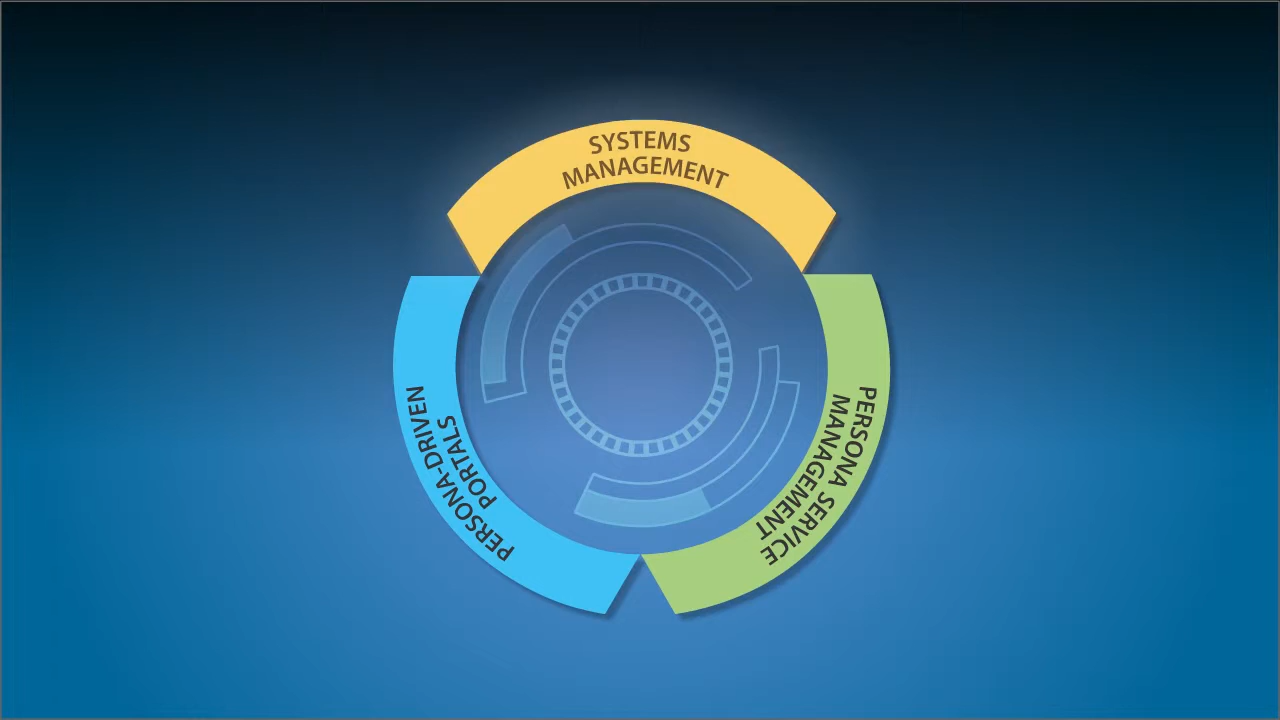 SYSTEMS
MANAGEMENT
PERSONA-DRIVEN
PORTALS
PERSONA SERVICE
MANAGEMENT